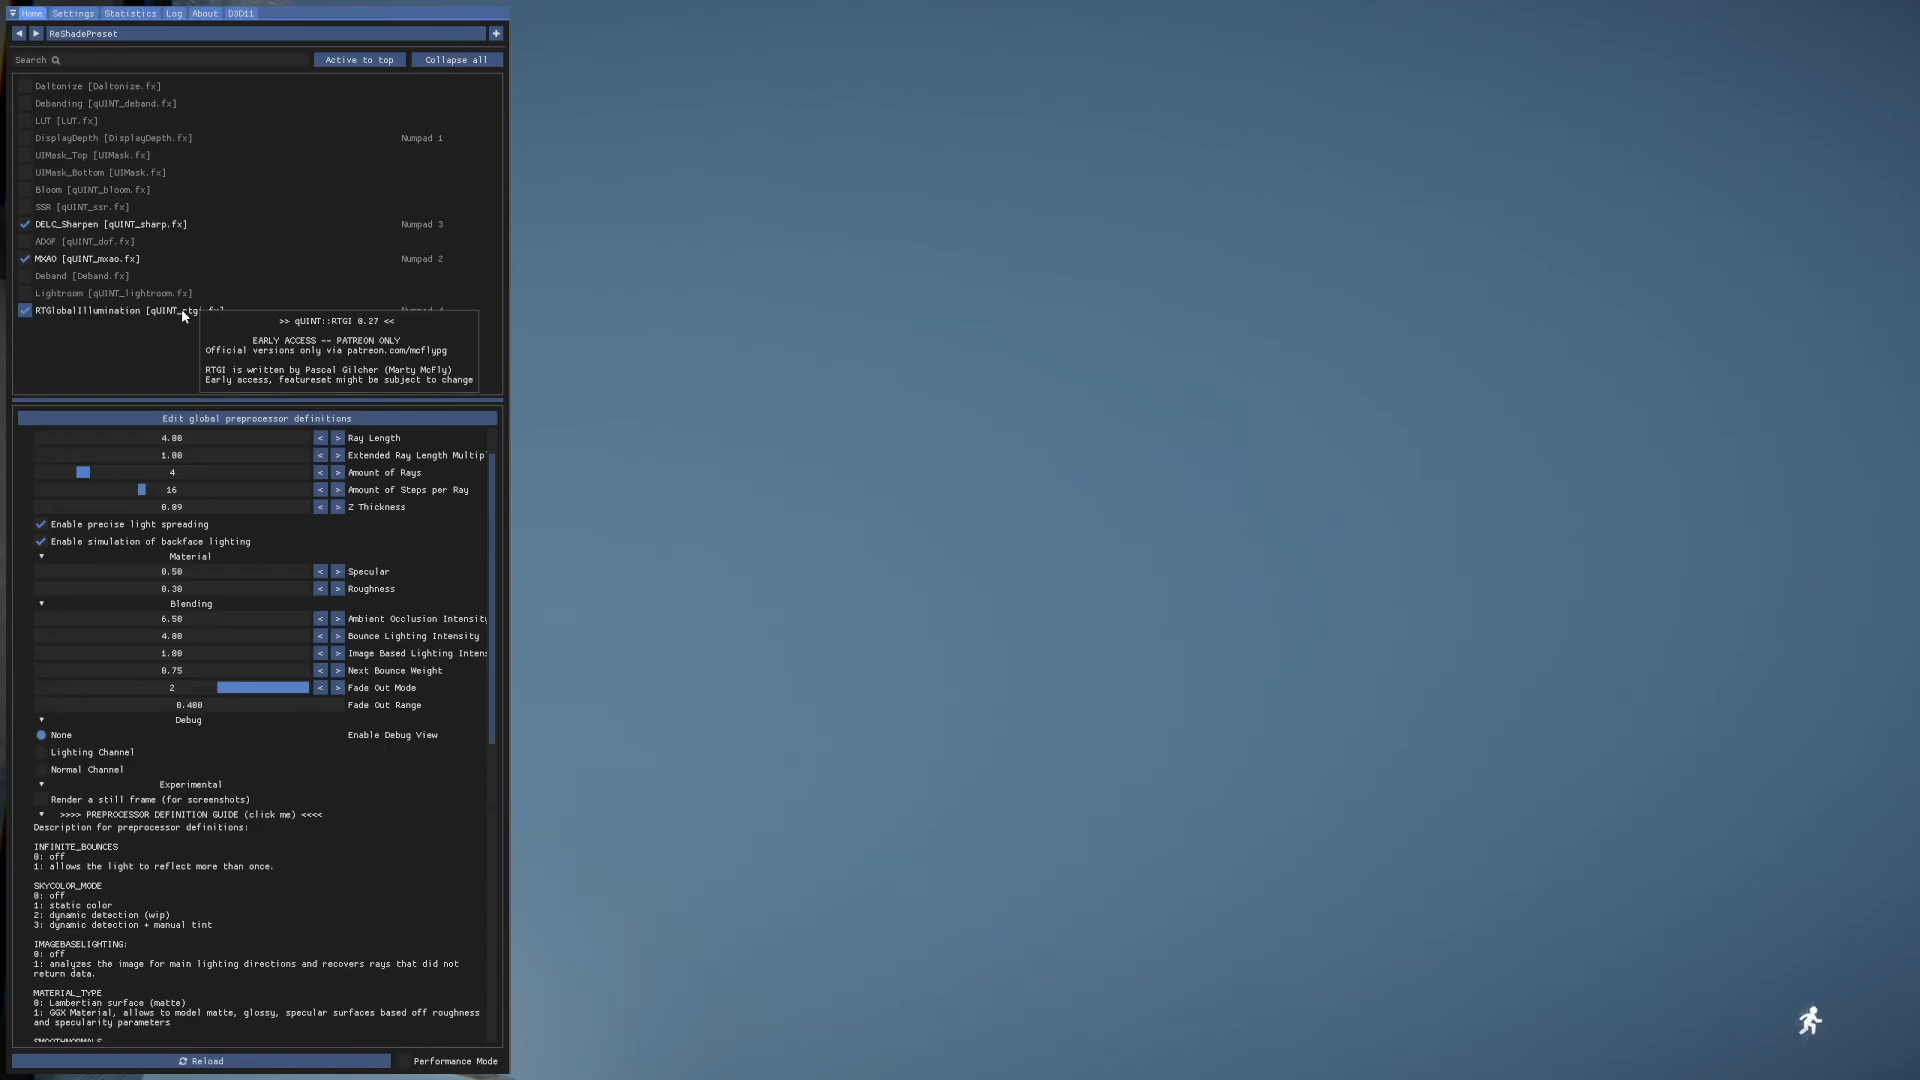 Home Settings Statistics Log About D3D11
ReShadePreset
Search Active to top Collapse all
Daltonize [Daltonize.fx]
Debanding [qUINT_deband.fx]
LUT [LUT.fx]
DisplayDepth [DisplayDepth.fx] Numpad 1
UIMask_Top [UIMask.fx]
UIMask_Bottom [UIMask.fx]
Bloom [qUINT_bloom.fx]
SSR [qUINT_ssr.fx]
DELC_Sharpen [qUINT_sharp.fx] Numpad 3
ADOF [qUINT_dof.fx]
MXAO [qUINT_mxao.fx] Numpad 2
Deband [Deband.fx]
Lightroom [qUINT_lightroom.fx]
RTGlobalIllumination [qUINT_rtgi.fx]
>> qUINT::RTGI 0.27 <<
EARLY ACCESS -- PATREON ONLY
Official versions only via patreon.com/mcflypg
RTGI is written by Pascal Gilcher (Marty McFly)
Early access, featureset might be subject to change
Edit global preprocessor definitions
4.00 < > Ray Length
1.00 < > Extended Ray Length Multip
4 < > Amount of Rays
16 < > Amount of Steps per Ray
0.09 < > Z Thickness
Enable precise light spreading
Enable simulation of backface lighting
Material
0.50 < > Specular
0.30 < > Roughness
Blending
6.50 < > Ambient Occlusion Intensity
4.00 < > Bounce Lighting Intensity
1.00 < > Image Based Lighting Intens
0.75 < > Next Bounce Weight
2 < > Fade Out Mode
0.400 Fade Out Range
Debug
None Enable Debug View
Lighting Channel
Normal Channel
Experimental
Render a still frame (for screenshots)
>>>> PREPROCESSOR DEFINITION GUIDE (click me) <<<<
Description for preprocessor definitions:
INFINITE_BOUNCES
0: off
1: allows the light to reflect more than once.
SKYCOLOR_MODE
0: off
1: static color
2: dynamic detection (wip)
3: dynamic detection + manual tint
IMAGEBASELIGHTING:
0: off
1: analyzes the image for main lighting directions and recovers rays that did not
return data.
MATERIAL_TYPE
0: Lambertian surface (matte)
1: GGX Material, allows to model matte, glossy, specular surfaces based off roughness
and specularity parameters
Reload Performance Mode